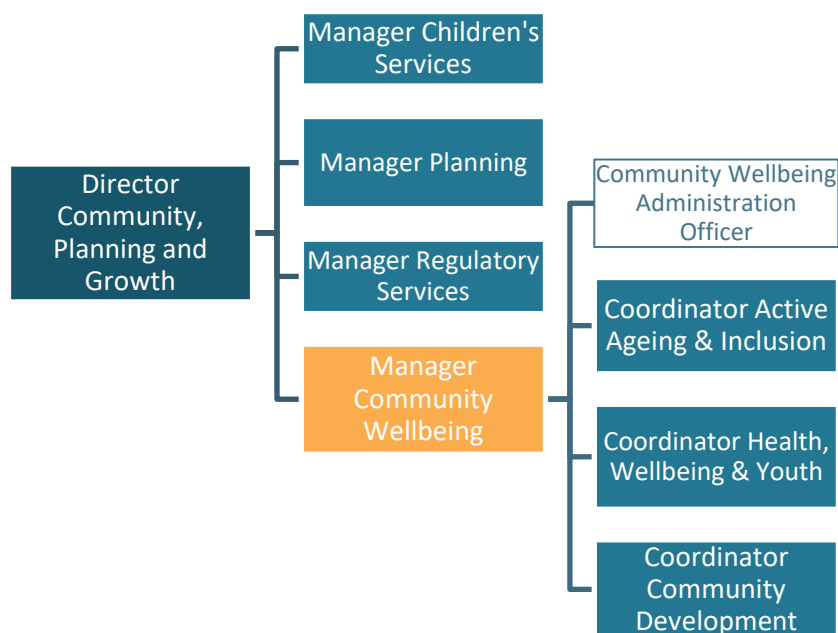 Director
Community,
Planning and
Growth
Manager Children's
Services
Manager Planning
Manager Regulatory
Services
Manager
Community
Wellbeing
Community Wellbeing
Administration
Officer
Coordinator Active
Ageing & Inclusion
Coordinator Health,
Wellbeing & Youth
Coordinator
Community
Development